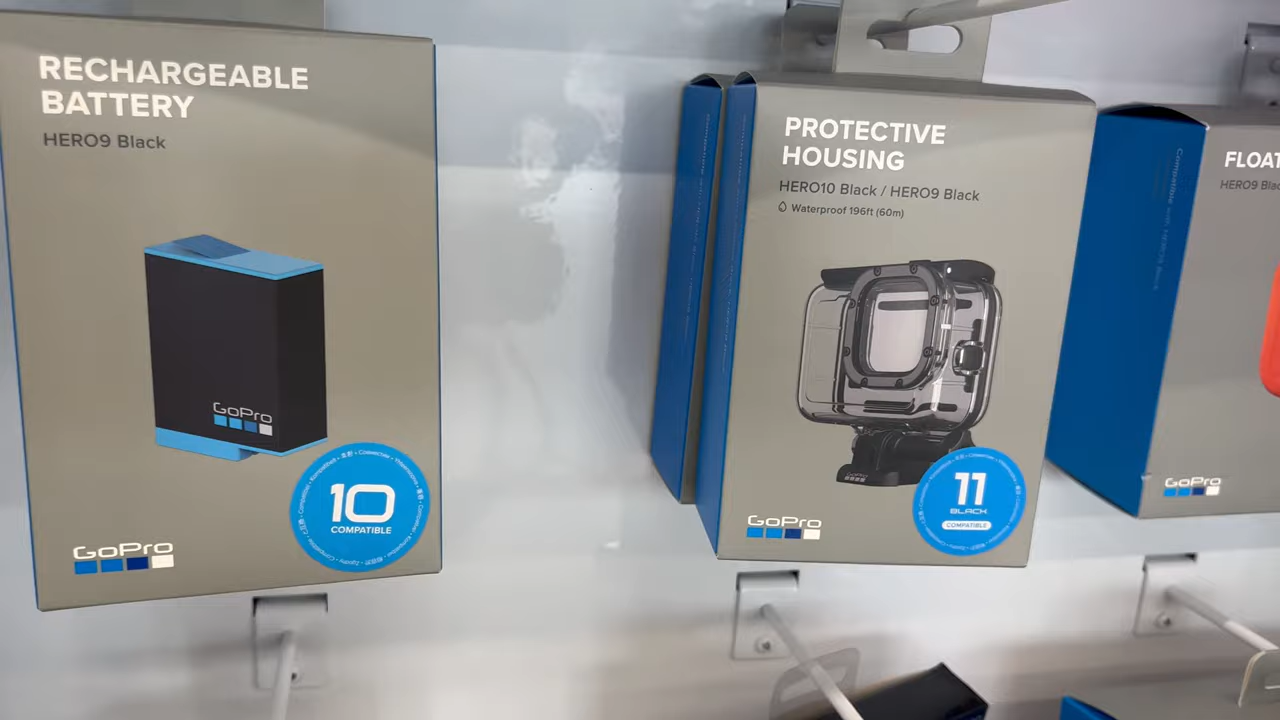 RECHARGEABLE
BATTERY
HERO9 Black
GoPro
10
COMPATIBLE
GoPro
PROTECTIVE
HOUSING
HERO10 Black / HERO9 Black
Waterproof 196ft (60m)
GoPro
11
BLACK
COMPATIBLE
GoPro
FLOAT
HERO9 Blac
GoPro